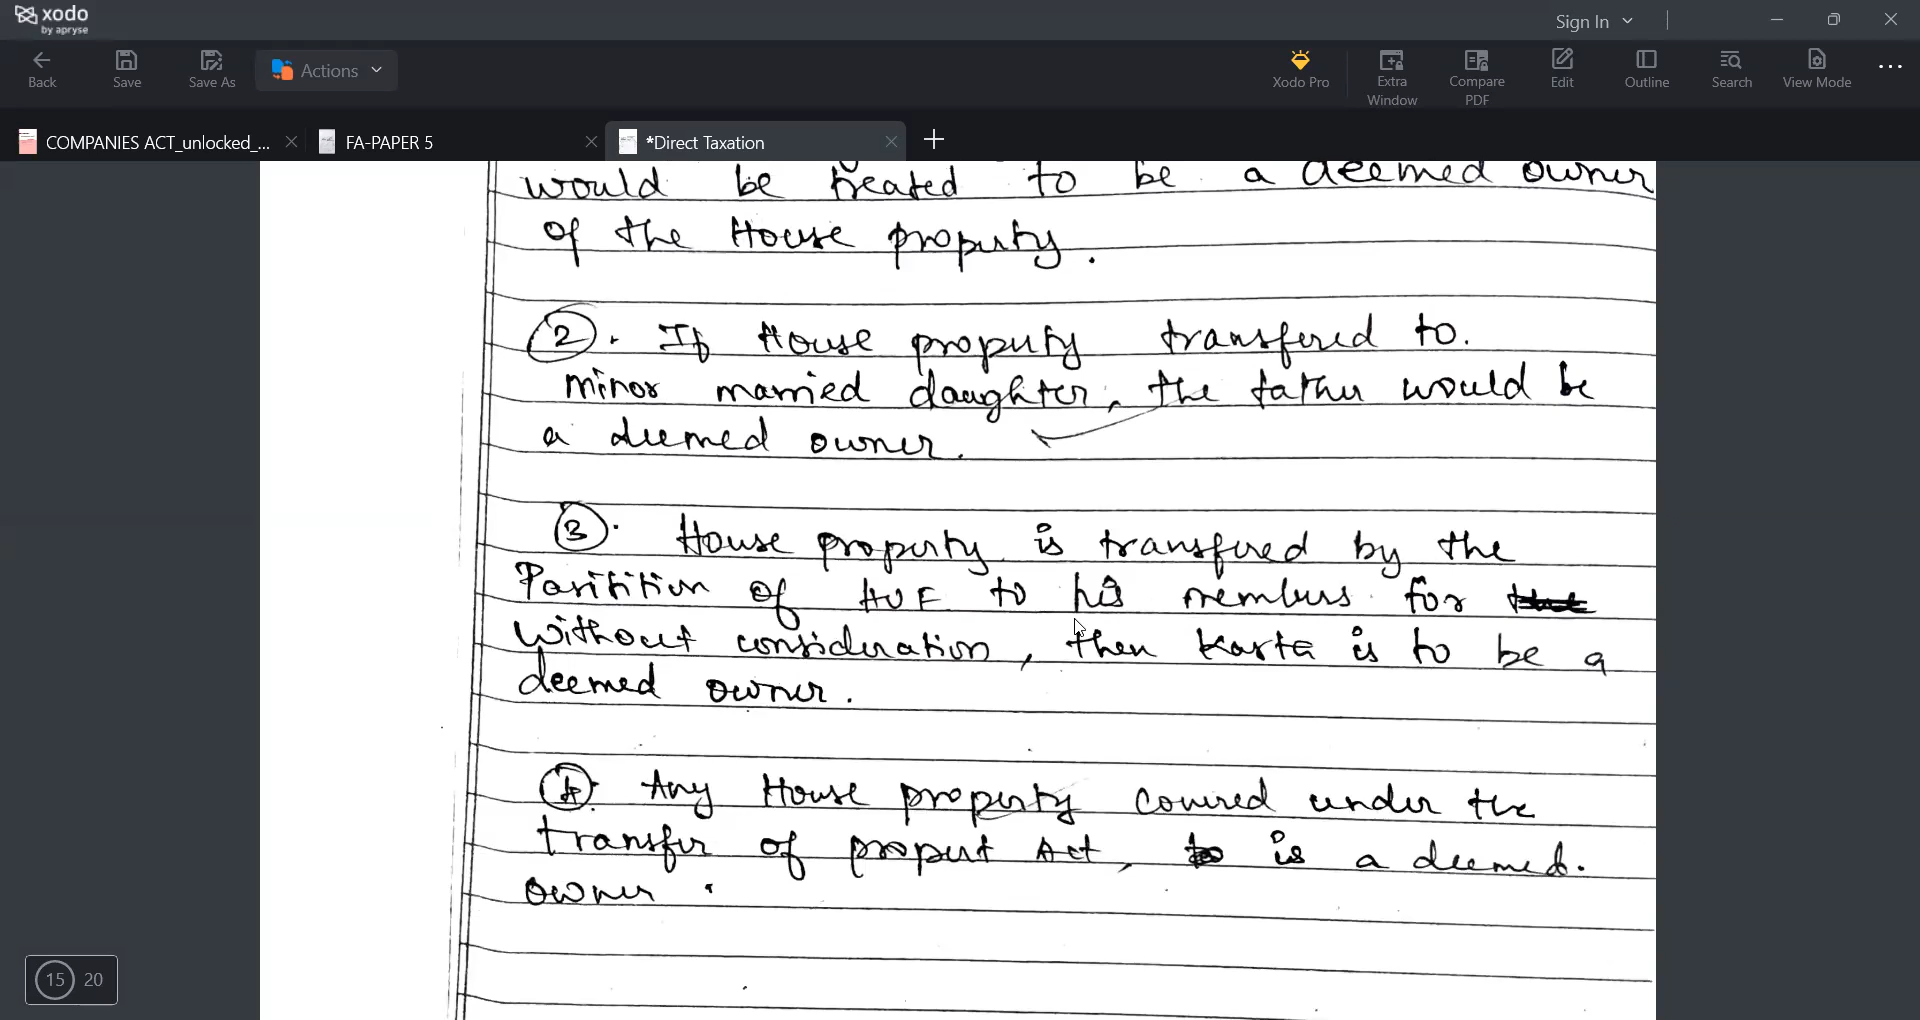 xodo
by apryse
Sign In
Back
Save
Save As
Actions
Xodo Pro
Extra Window
Compare PDF
Edit
Outline
Search
View Mode
COMPANIES ACT_unlocked_...
FA-PAPER 5
*Direct Taxation
would be treated to be a deemed owner
of the House property.
2. If House property transfered to.
minor married daughter, the father would be
a deemed owner.
3. House property is transfered by the
Paritition of HUF to his members for
without consideration, then Karta is to be a
deemed owner.
4. Any House property covered under the
transfer of propert Act, is a deemed.
owner.
15 20